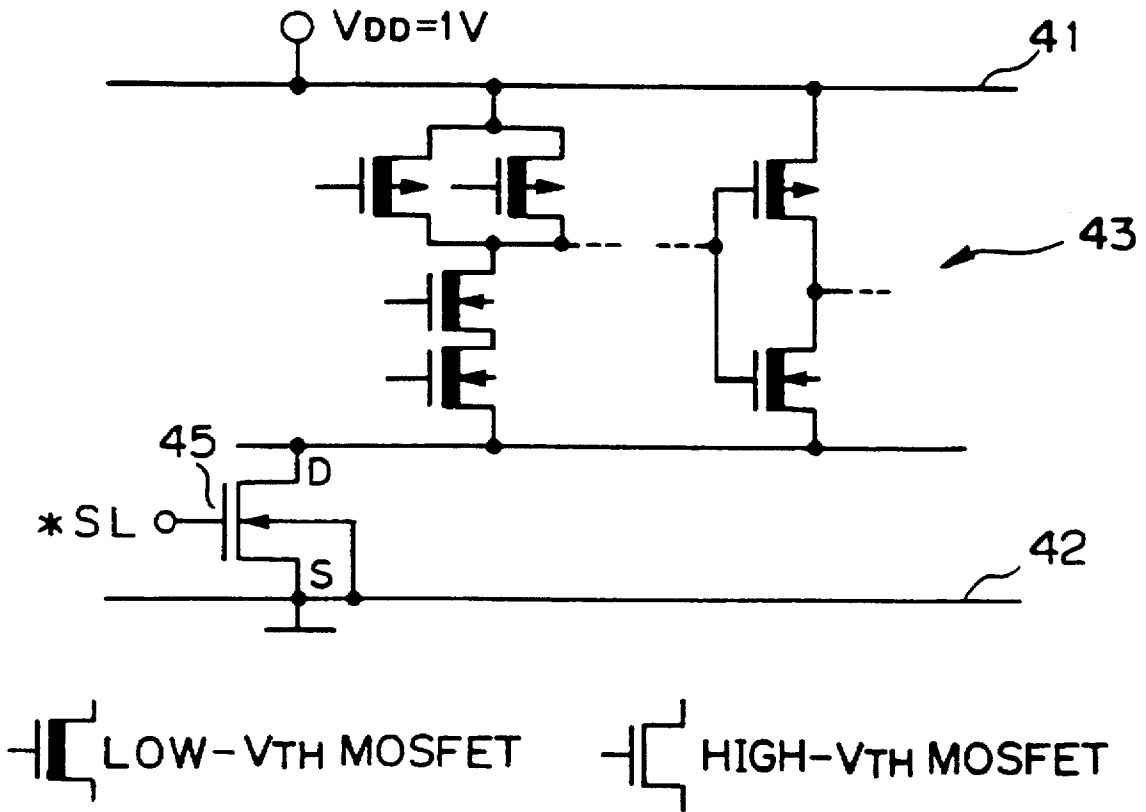 VDD=1V
41
43
45
D
*SL
S
42
LOW-VTH MOSFET
HIGH-VTH MOSFET